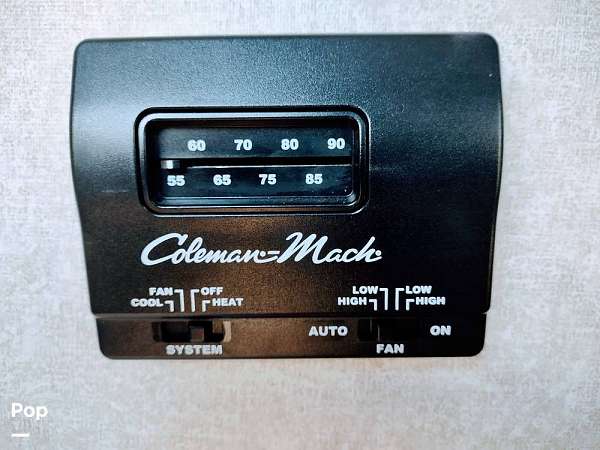 60 70 80 90
55 65 75 85
Coleman-Mach
FAN OFF
COOL HEAT
LOW LOW
HIGH HIGH
AUTO ON
SYSTEM FAN
Pop